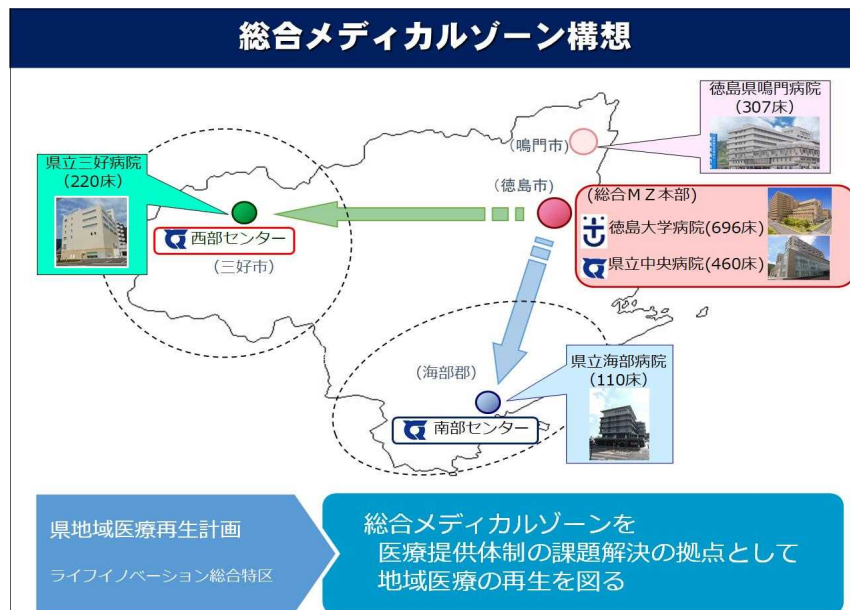 総合メディカルゾーン構想
徳島県鳴門病院
(307床)
(鳴門市)
県立三好病院
(220床)
(徳島市)
(総合MZ本部)
徳島大学病院(696床)
県立中央病院(460床)
西部センター
(三好市)
(海部郡)
県立海部病院
(110床)
南部センター
県地域医療再生計画
ライフイノベーション総合特区
総合メディカルゾーンを
医療提供体制の課題解決の拠点として
地域医療の再生を図る